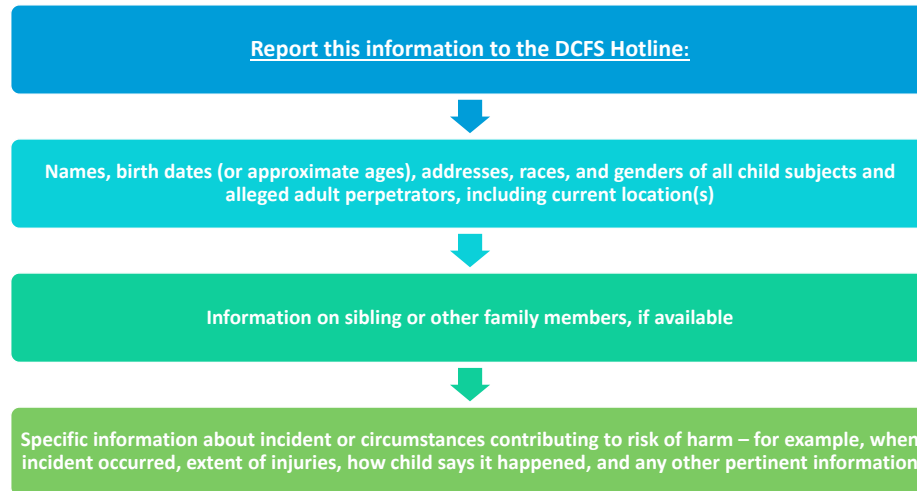 Report this information to the DCFS Hotline:
Names, birth dates (or approximate ages), addresses, races, and genders of all child subjects and
alleged adult perpetrators, including current location(s)
Information on sibling or other family members, if available
Specific information about incident or circumstances contributing to risk of harm – for example, when
incident occurred, extent of injuries, how child says it happened, and any other pertinent information